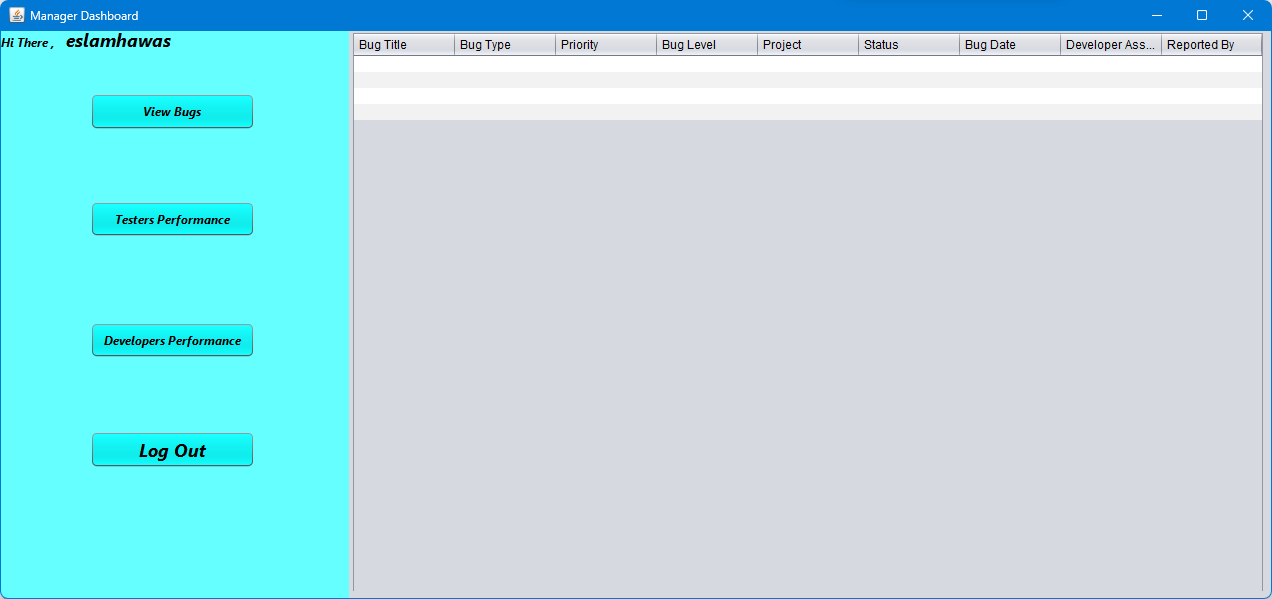 Manager Dashboard
Hi There , eslamhawas
View Bugs
Testers Performance
Developers Performance
Log Out
Bug Title Bug Type Priority Bug Level Project Status Bug Date Developer Ass... Reported By